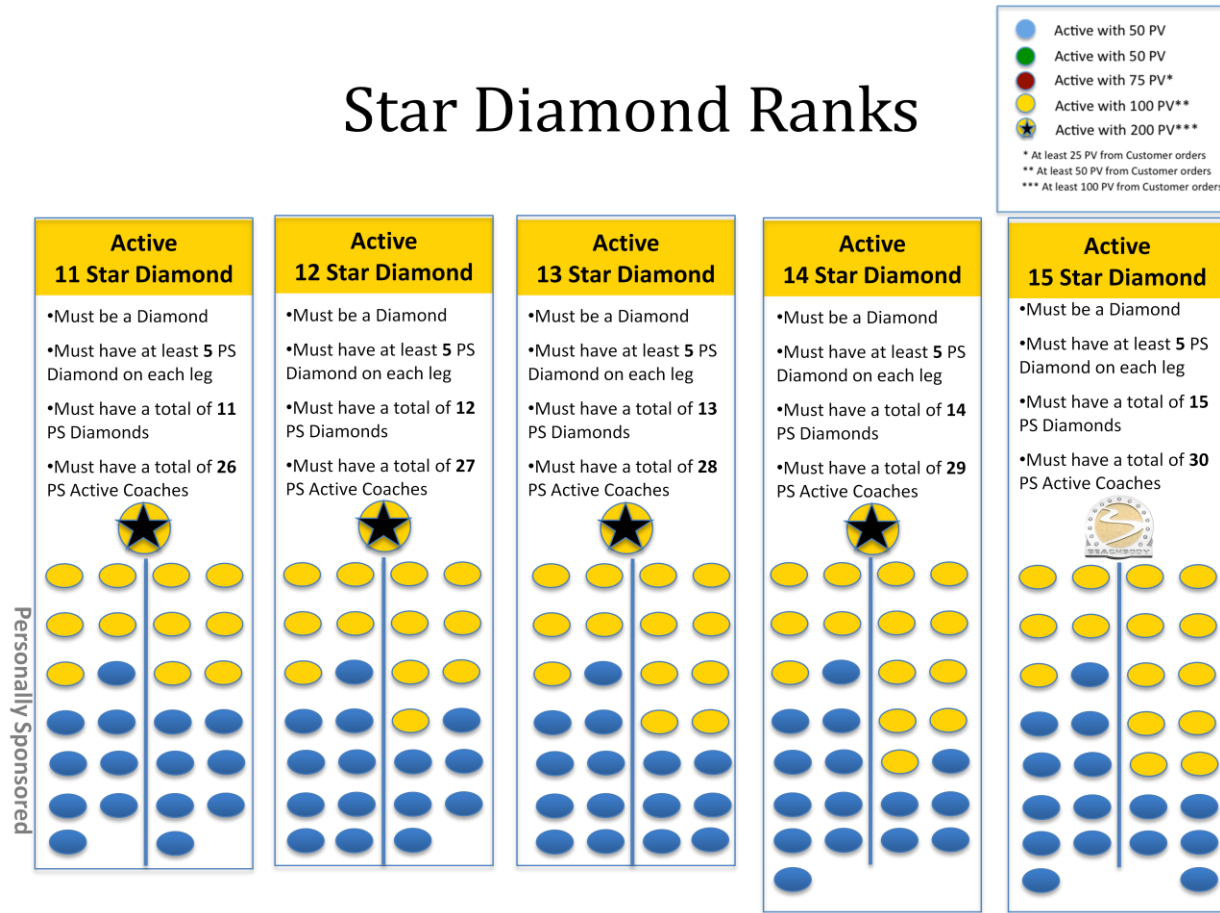 Star Diamond Ranks
Active with 50 PV
Active with 50 PV
Active with 75 PV*
Active with 100 PV**
Active with 200 PV***
* At least 25 PV from Customer orders
** At least 50 PV from Customer orders
*** At least 100 PV from Customer orders
Active
11 Star Diamond
•Must be a Diamond
•Must have at least 5 PS
Diamond on each leg
•Must have a total of 11
PS Diamonds
•Must have a total of 26
PS Active Coaches
Active
12 Star Diamond
•Must be a Diamond
•Must have at least 5 PS
Diamond on each leg
•Must have a total of 12
PS Diamonds
•Must have a total of 27
PS Active Coaches
Active
13 Star Diamond
•Must be a Diamond
•Must have at least 5 PS
Diamond on each leg
•Must have a total of 13
PS Diamonds
•Must have a total of 28
PS Active Coaches
Active
14 Star Diamond
•Must be a Diamond
•Must have at least 5 PS
Diamond on each leg
•Must have a total of 14
PS Diamonds
•Must have a total of 29
PS Active Coaches
Active
15 Star Diamond
•Must be a Diamond
•Must have at least 5 PS
Diamond on each leg
•Must have a total of 15
PS Diamonds
•Must have a total of 30
PS Active Coaches
BEACHBODY
Personally Sponsored